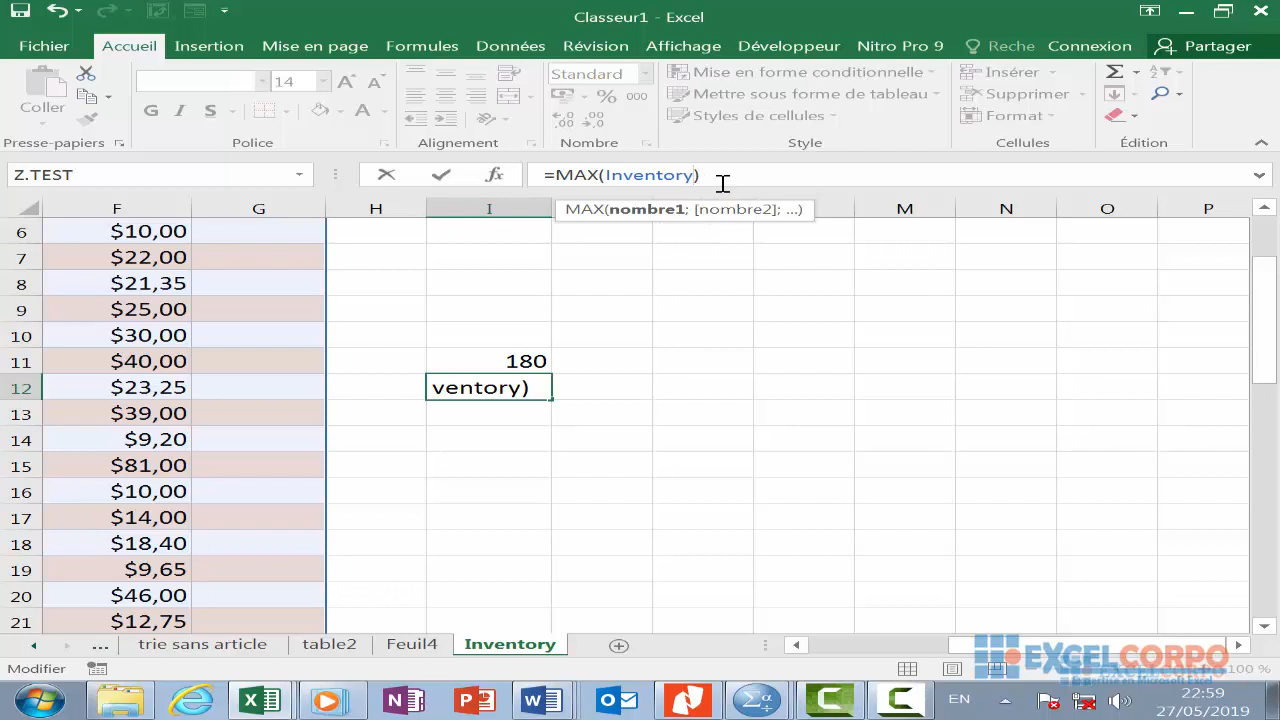 Classeur1 - Excel
Fichier Accueil Insertion Mise en page Formules Données Révision Affichage Développeur Nitro Pro 9 Reche Connexion Partager
Coller
14
G I S
Standard
% 000
Mise en forme conditionnelle
Mettre sous forme de tableau
Styles de cellules
Insérer
Supprimer
Format
Presse-papiers Police Alignement Nombre Style Cellules Édition
Z.TEST =MAX(Inventory)
MAX(nombre1; [nombre2]; ...)
F G H I M N O P
6 $10,00
7 $22,00
8 $21,35
9 $25,00
10 $30,00
11 $40,00 180
12 $23,25 ventory)
13 $39,00
14 $9,20
15 $81,00
16 $10,00
17 $14,00
18 $18,40
19 $9,65
20 $46,00
21 $12,75
... trie sans article table2 Feuil4 Inventory
Modifier 100 %
EXCELCORPO
EN 22:59
27/05/2019